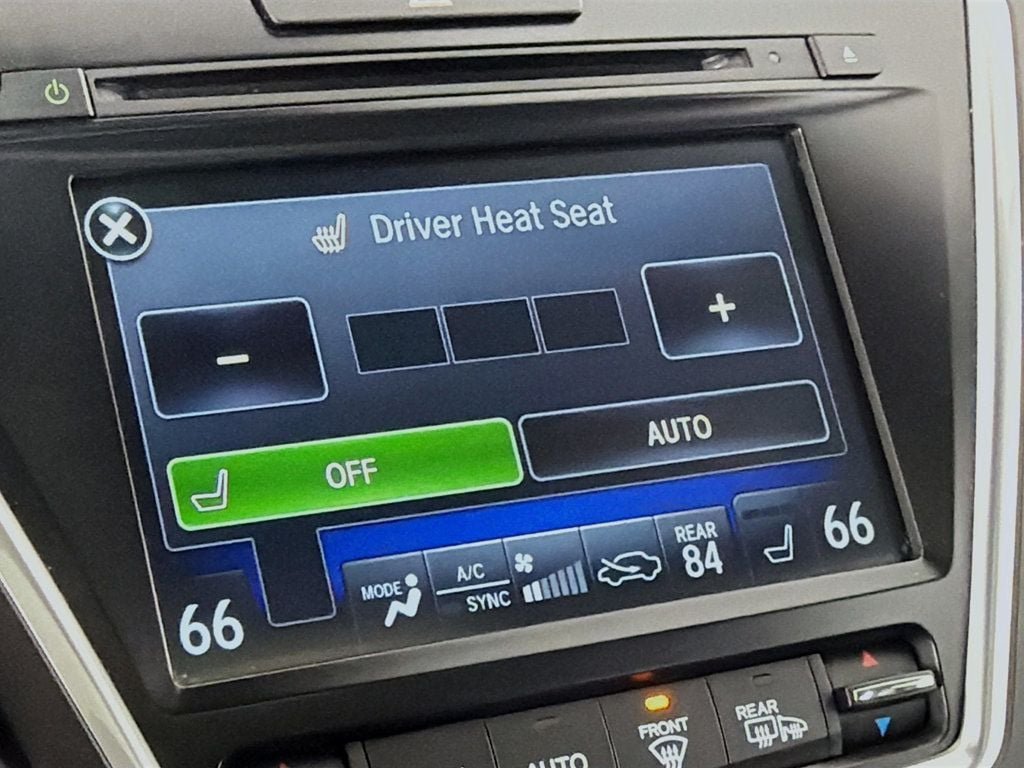 Driver Heat Seat
−
+
OFF
AUTO
66
MODE
A/C
SYNC
REAR
84
66
AUTO
FRONT
REAR